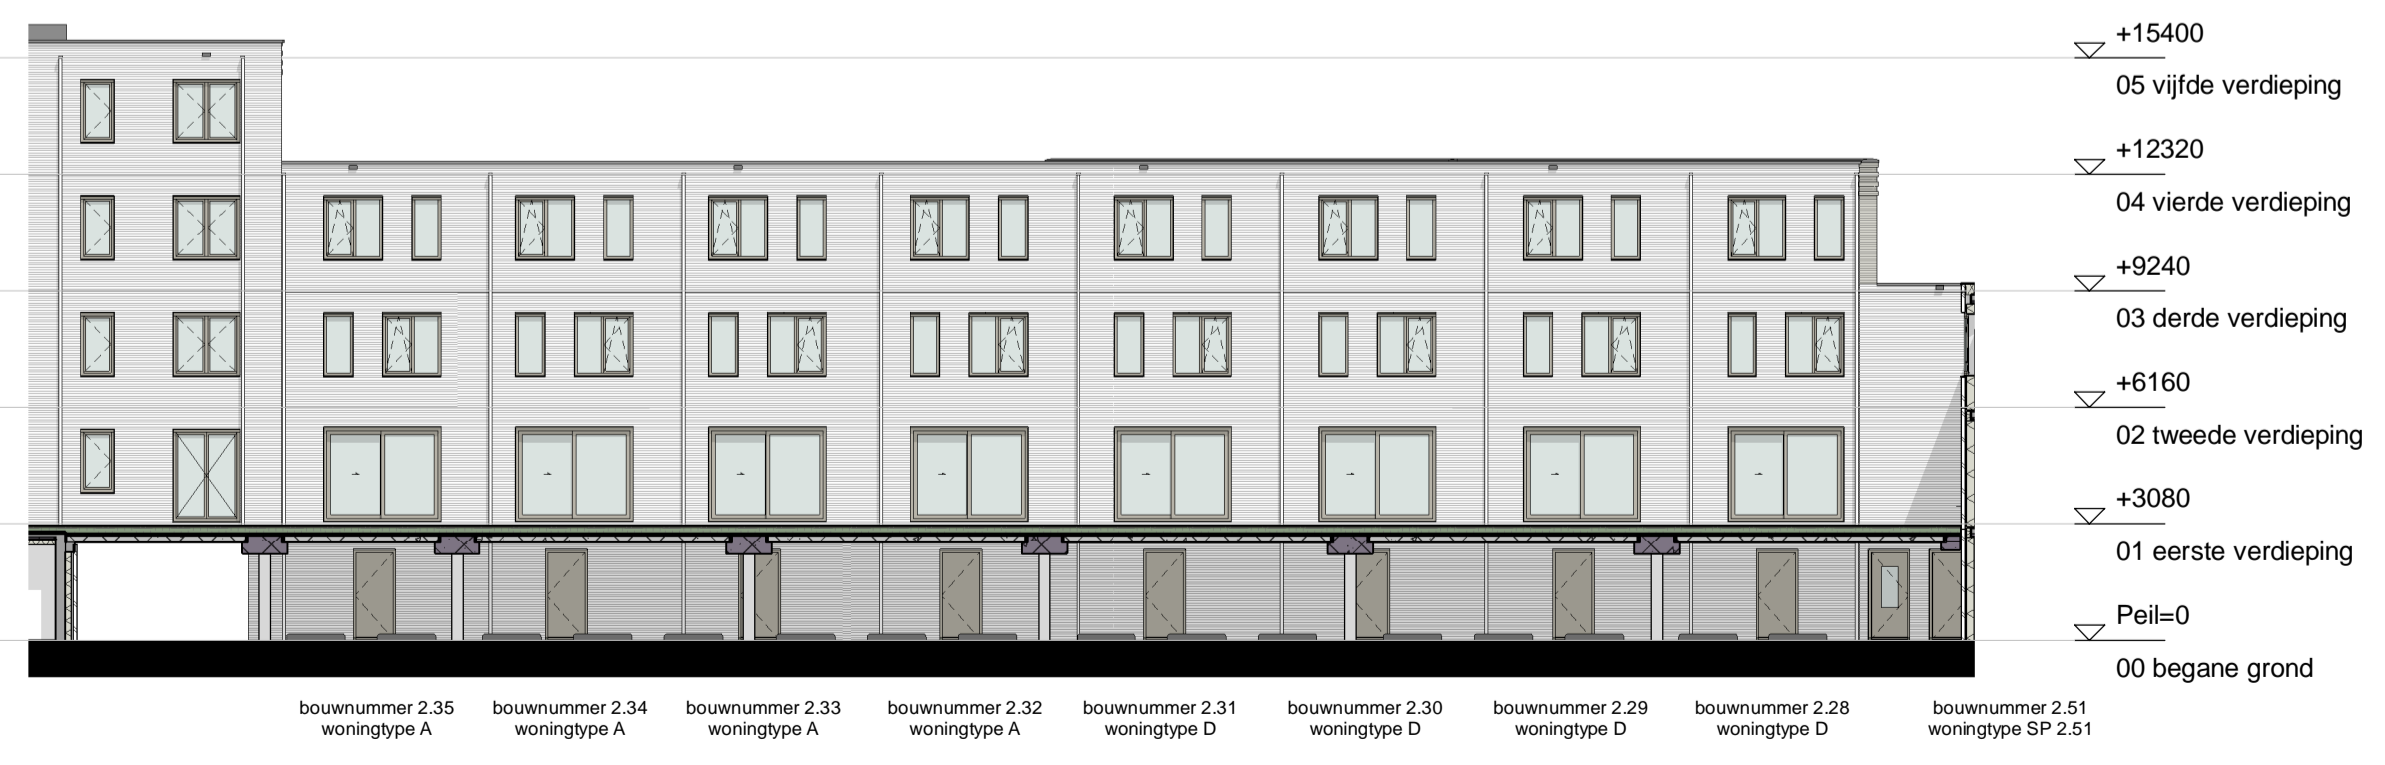 +15400
05 vijfde verdieping
+12320
04 vierde verdieping
+9240
03 derde verdieping
+6160
02 tweede verdieping
+3080
01 eerste verdieping
Peil=0
00 begane grond
bouwnummer 2.35
woningtype A
bouwnummer 2.34
woningtype A
bouwnummer 2.33
woningtype A
bouwnummer 2.32
woningtype A
bouwnummer 2.31
woningtype D
bouwnummer 2.30
woningtype D
bouwnummer 2.29
woningtype D
bouwnummer 2.28
woningtype D
bouwnummer 2.51
woningtype SP 2.51